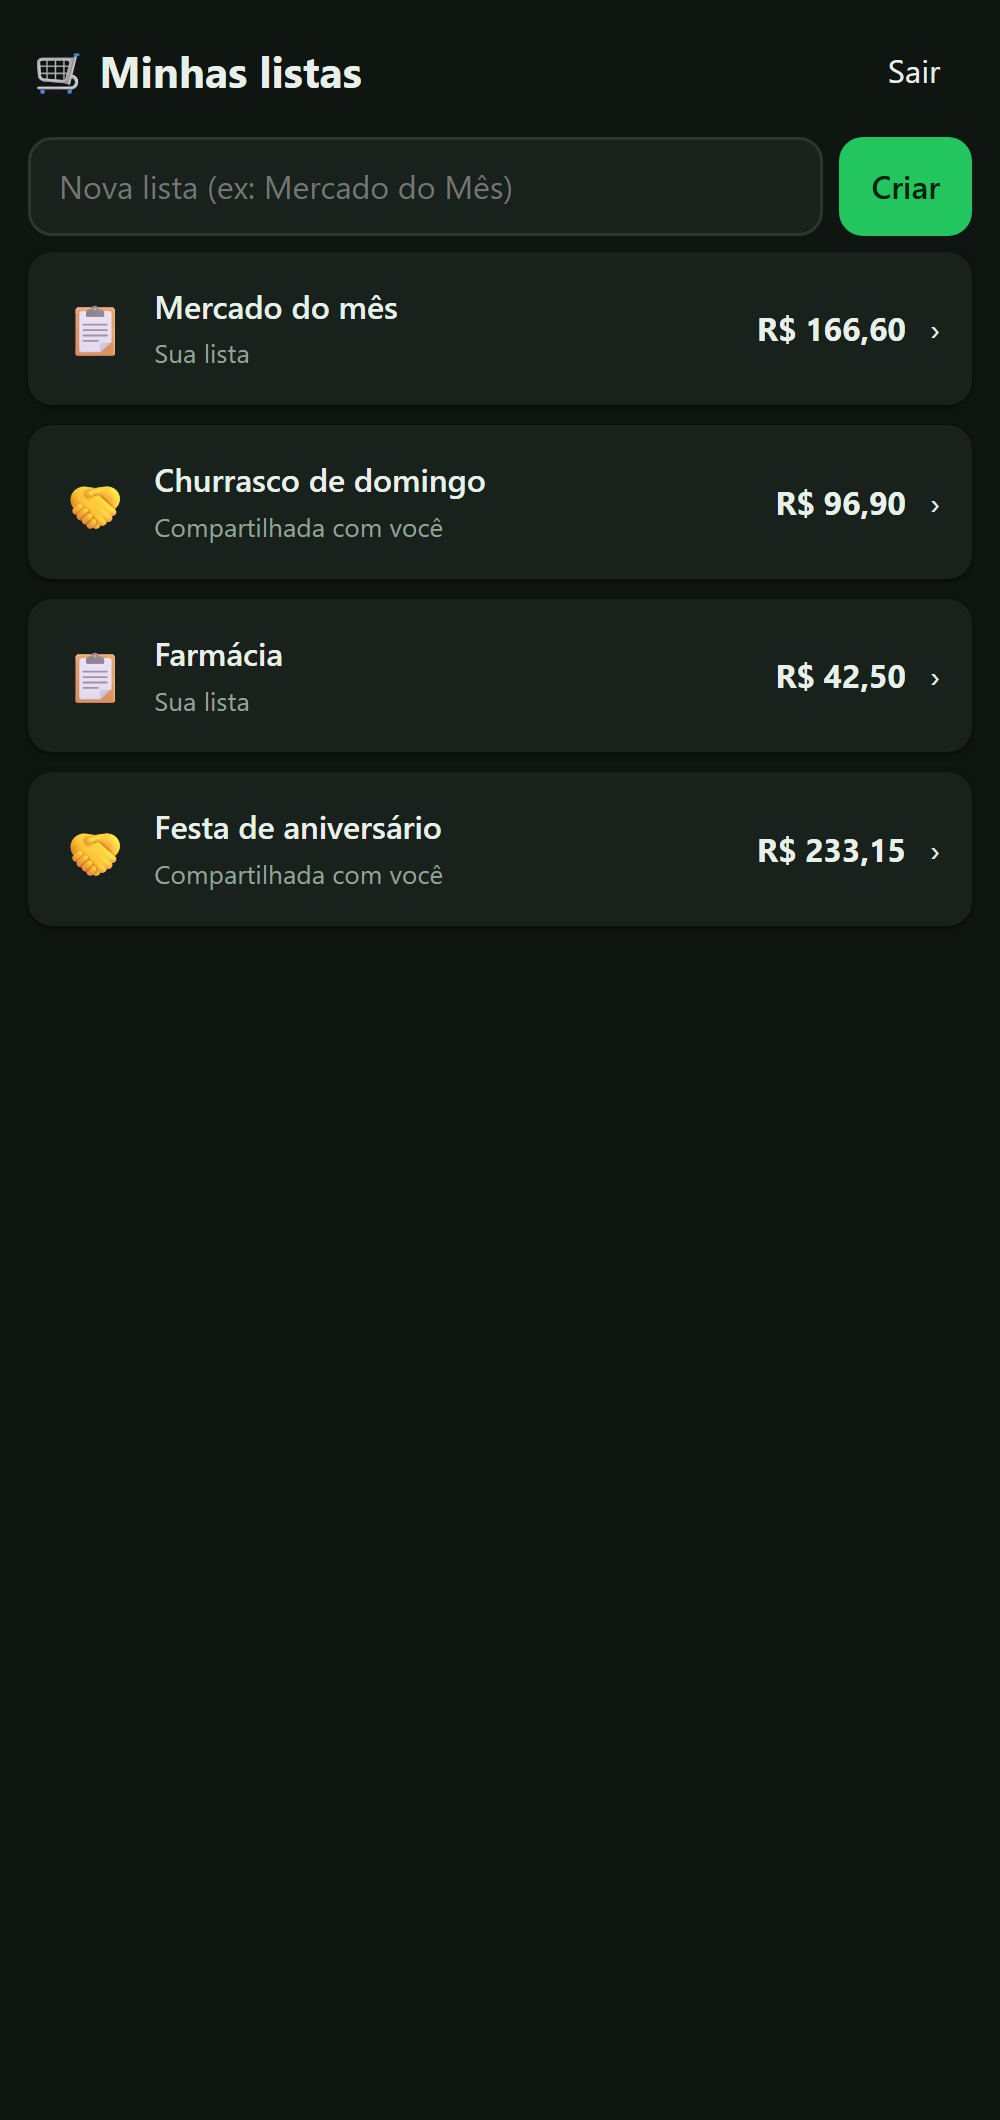 Minhas listas
Sair
Nova lista (ex: Mercado do Mês)
Criar
Mercado do mês
Sua lista
R$ 166,60 ›
Churrasco de domingo
Compartilhada com você
R$ 96,90 ›
Farmácia
Sua lista
R$ 42,50 ›
Festa de aniversário
Compartilhada com você
R$ 233,15 ›